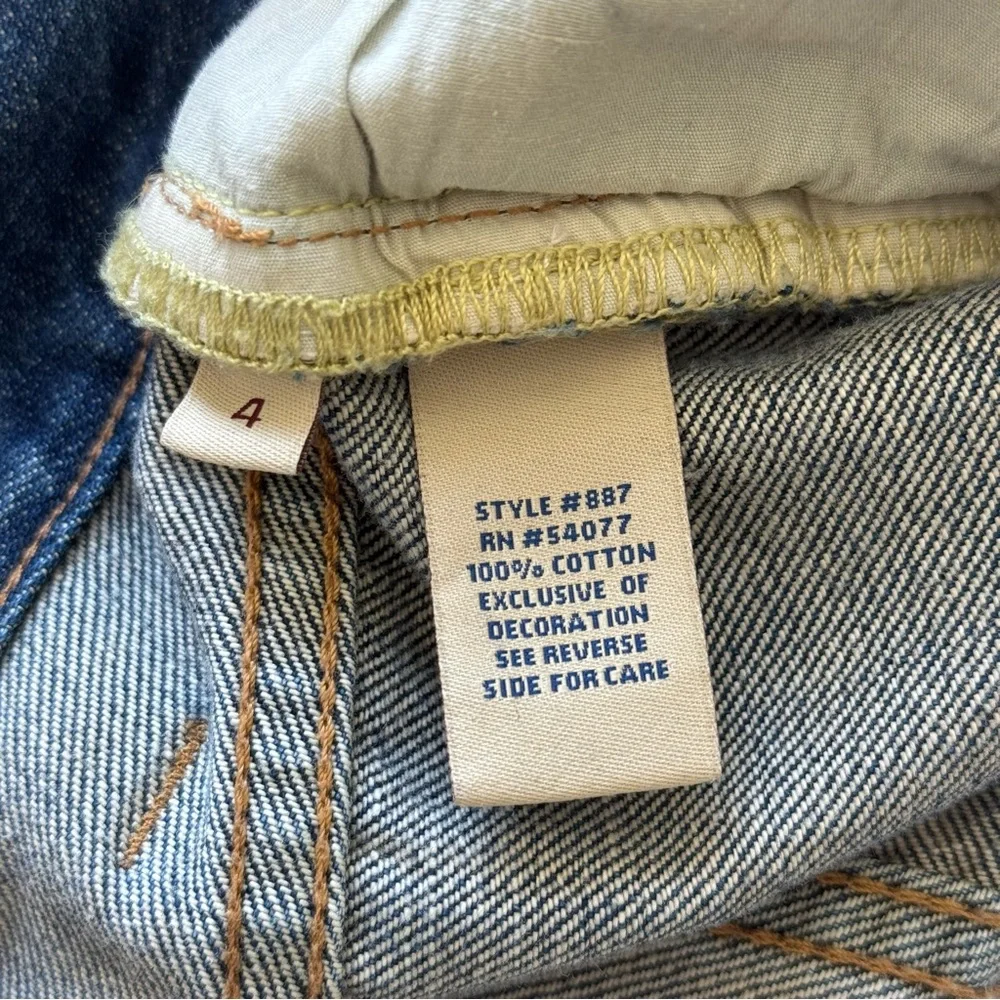 4
STYLE #887
RN #54077
100% COTTON
EXCLUSIVE OF
DECORATION
SEE REVERSE
SIDE FOR CARE